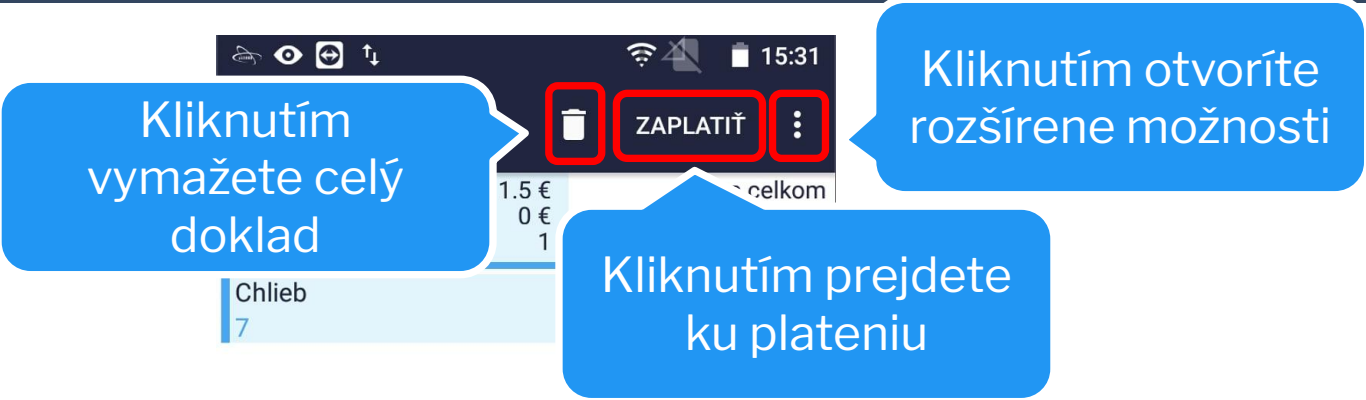 15:31
Kliknutím
vymažete celý
doklad
ZAPLATIŤ
Kliknutím otvoríte
rozšírene možnosti
1.5 €
celkom
0 €
1
Kliknutím prejdete
ku plateniu
Chlieb
7